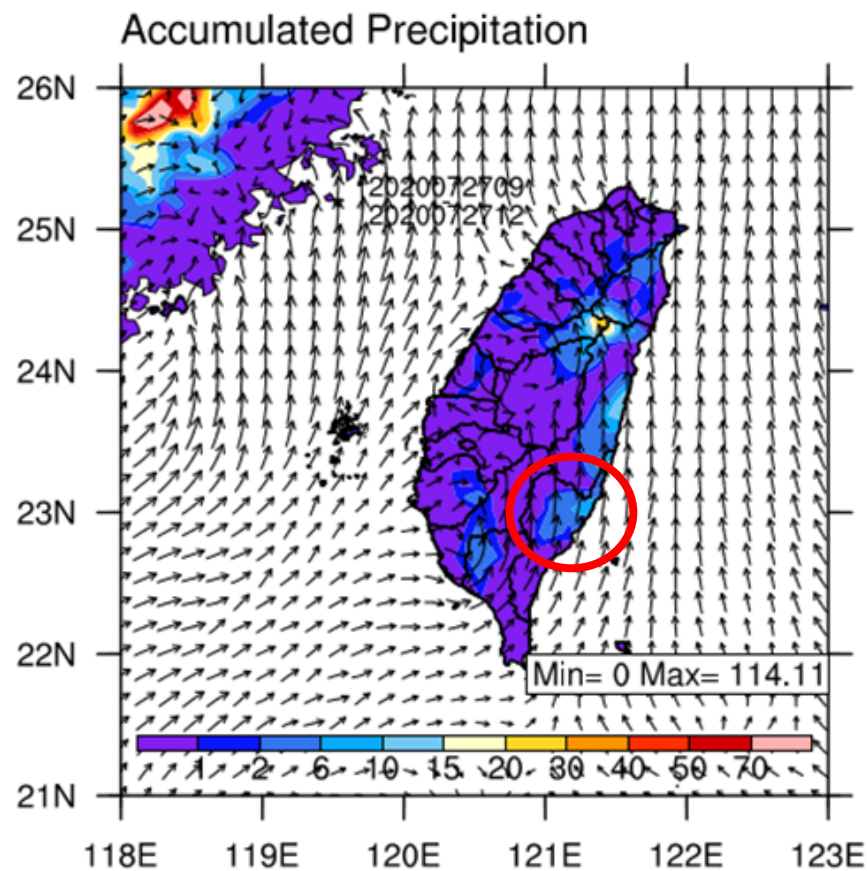 Accumulated Precipitation
26N
2020072709
2020072712
25N
24N
23N
22N
Min= 0 Max= 114.11
1 2 6 10 15 20 30 40 50 70
21N
118E 119E 120E 121E 122E 123E